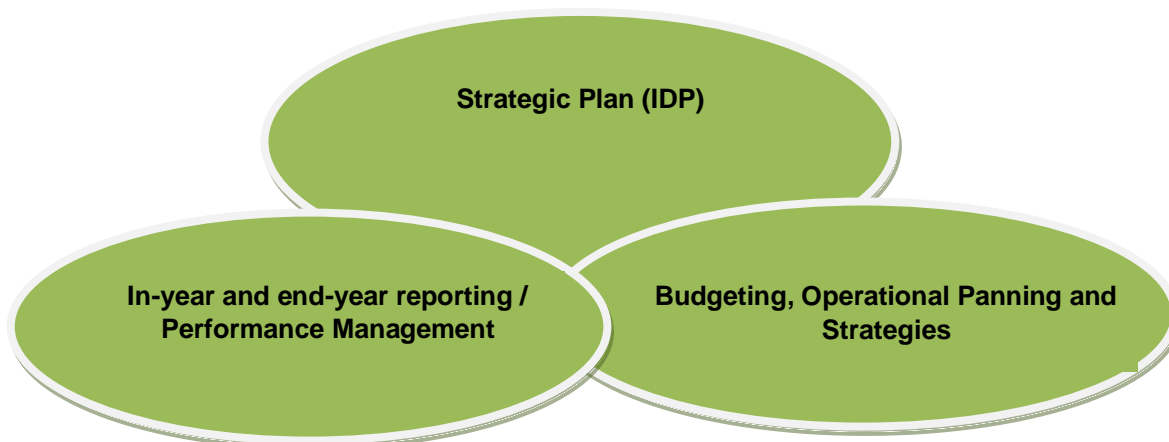 Strategic Plan (IDP)
In-year and end-year reporting /
Performance Management
Budgeting, Operational Panning and
Strategies